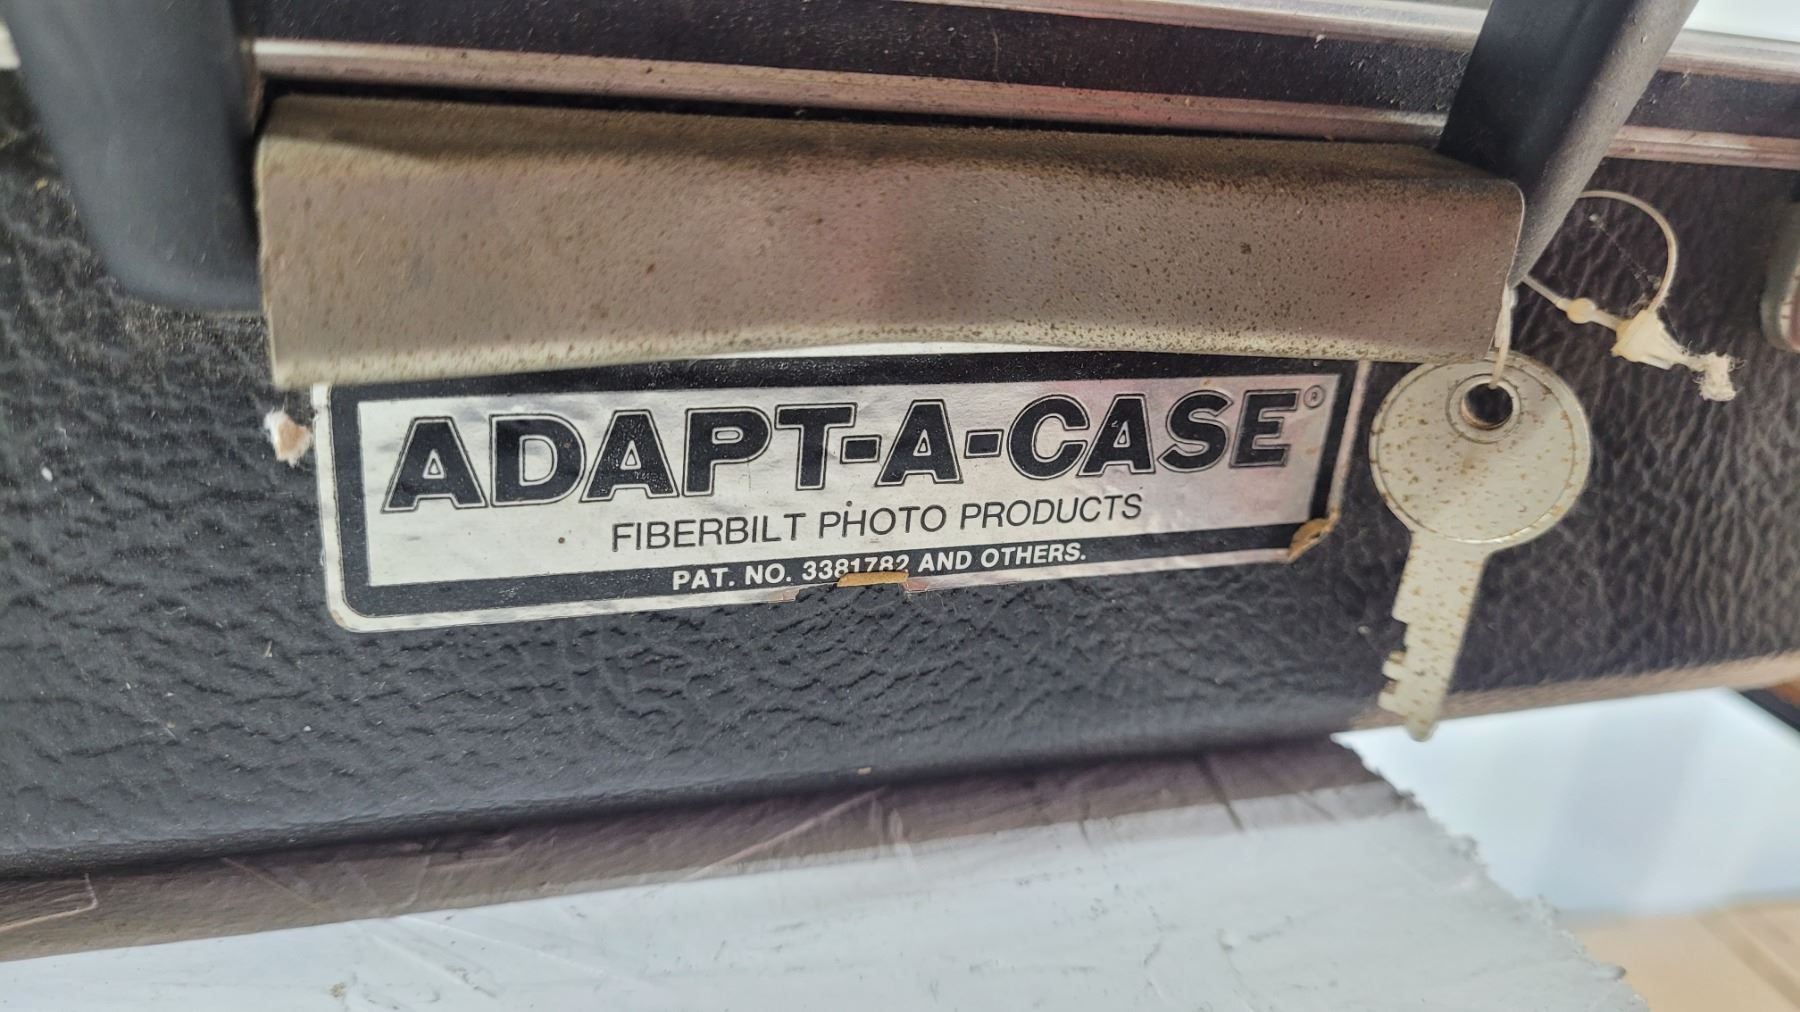 ADAPT-A-CASE®
FIBERBILT PHOTO PRODUCTS
PAT. NO. 3381782 AND OTHERS.